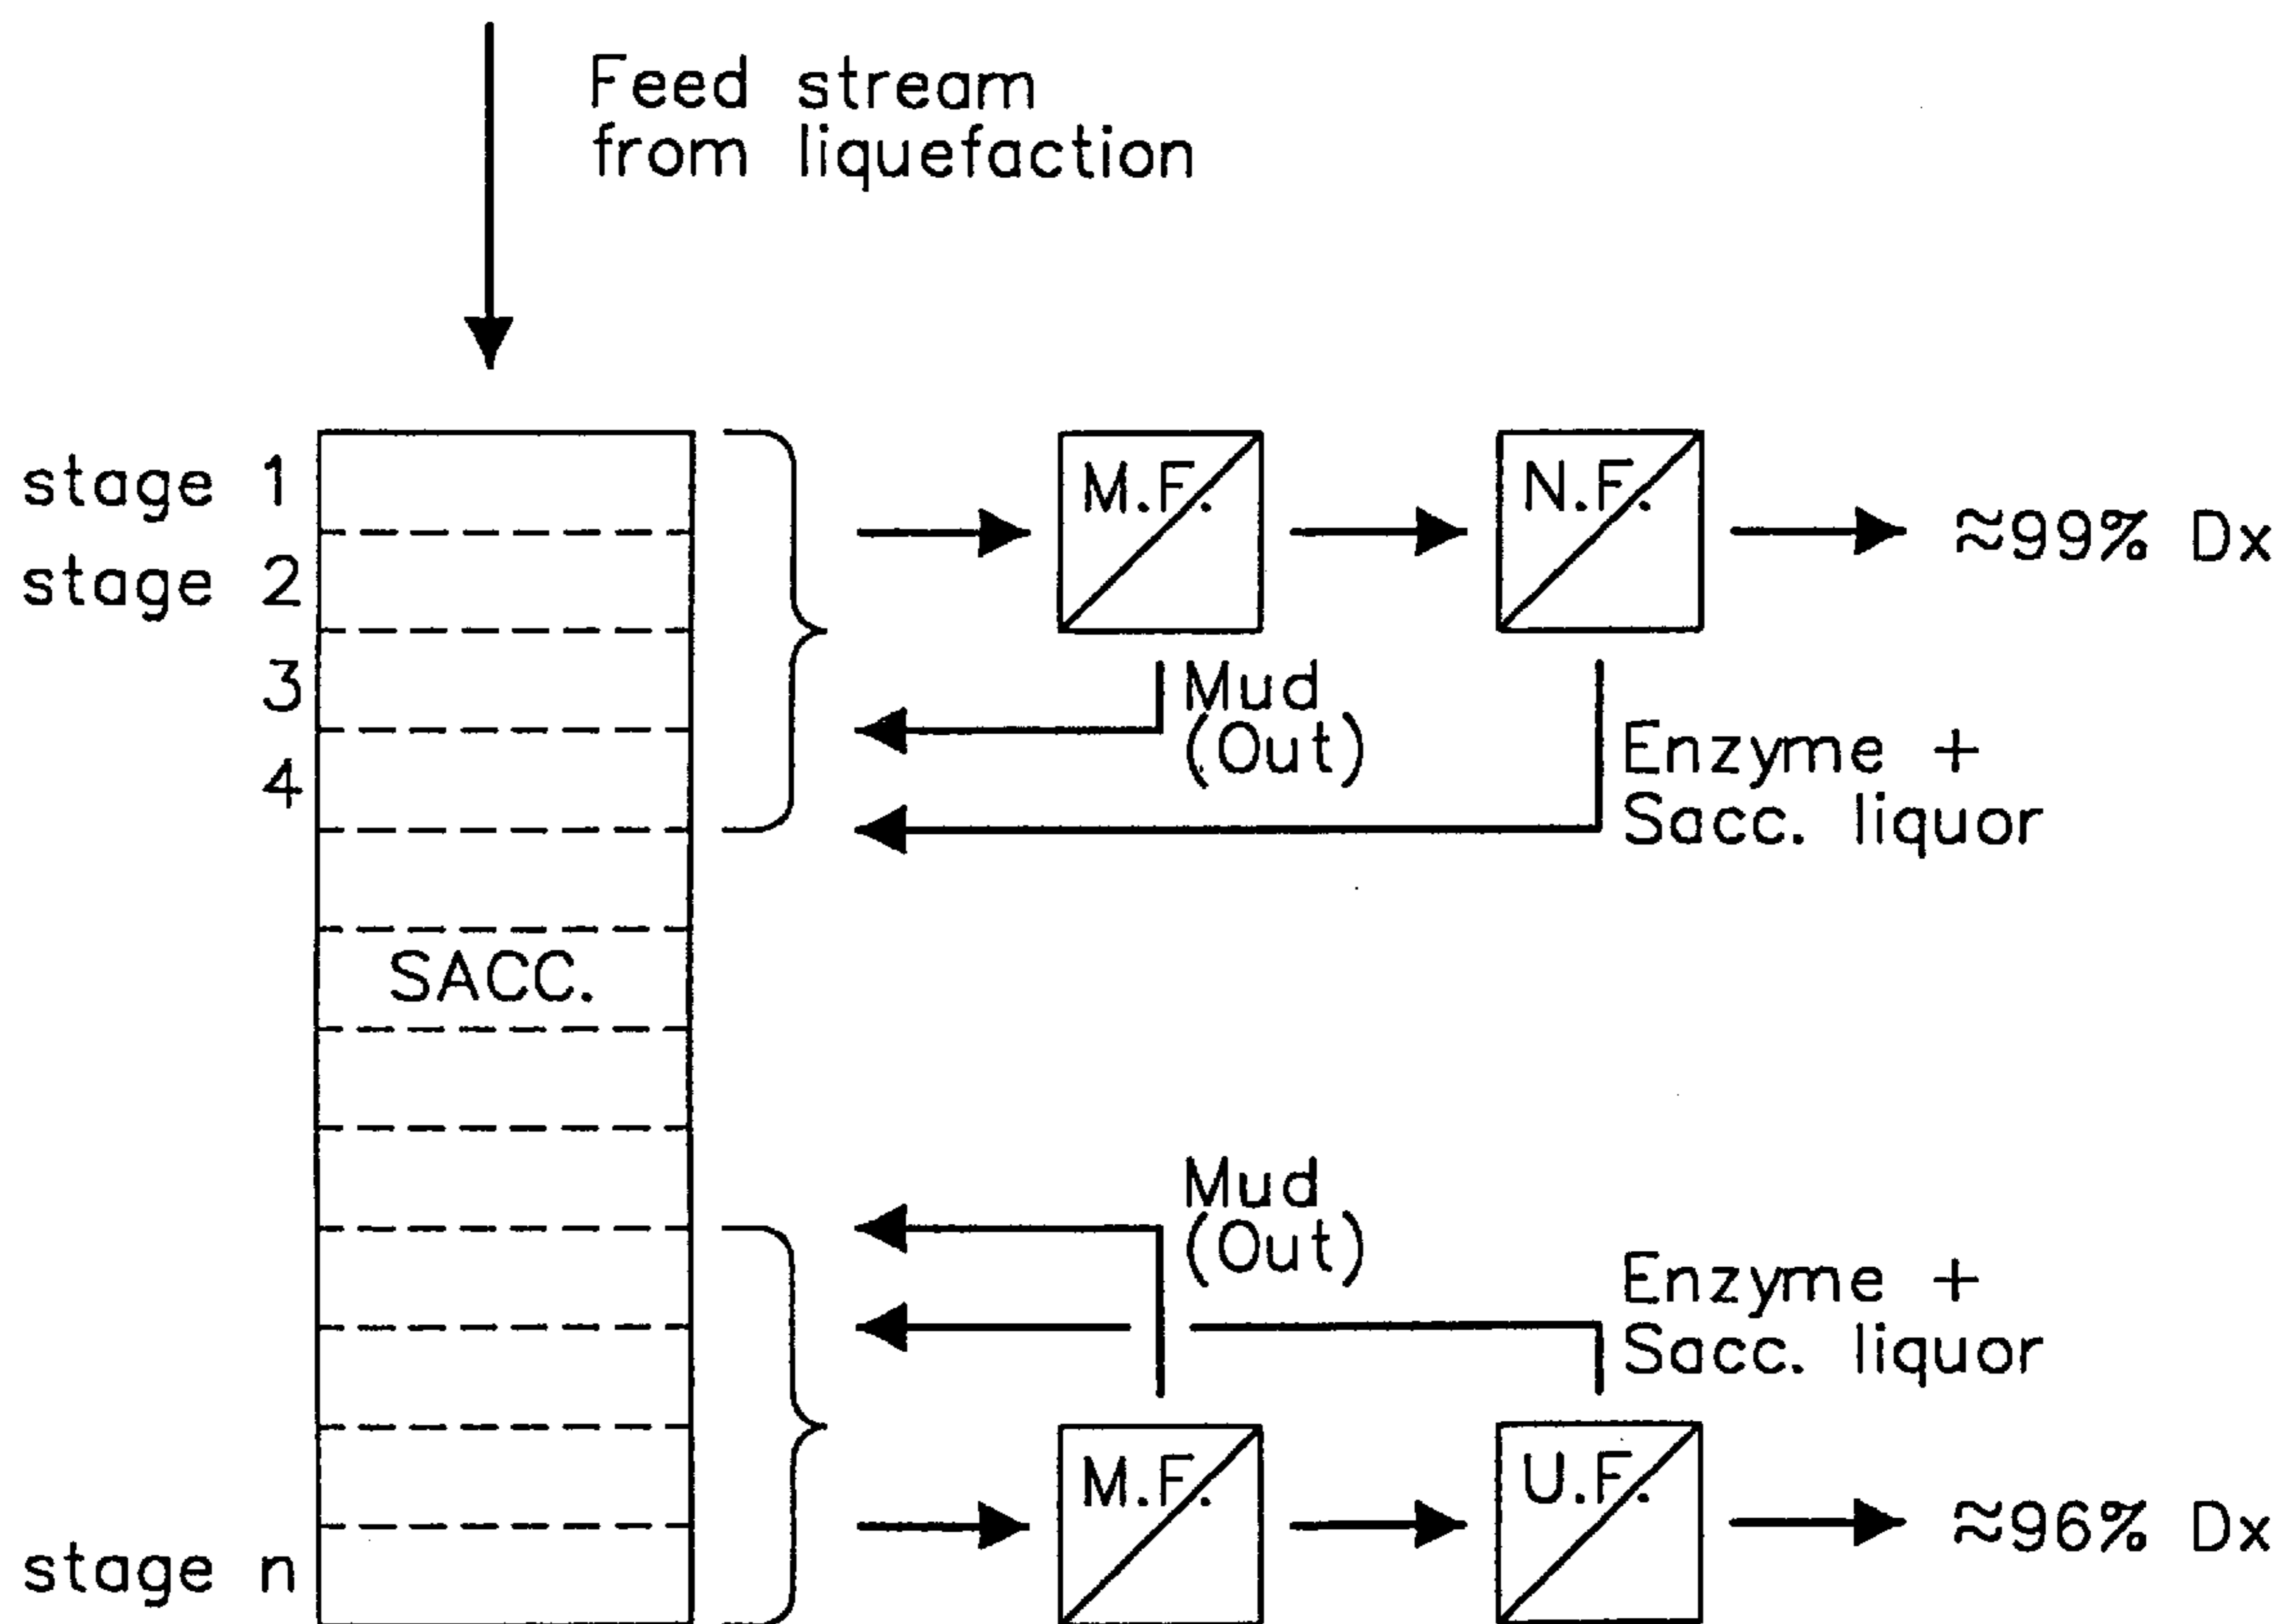 Feed stream
from liquefaction
stage 1
stage 2
3
4
SACC.
stage n
M.F.
N.F.
≈99% Dx
Mud
(Out)
Enzyme +
Sacc. liquor
Mud
(Out)
Enzyme +
Sacc. liquor
M.F.
U.F.
≈96% Dx